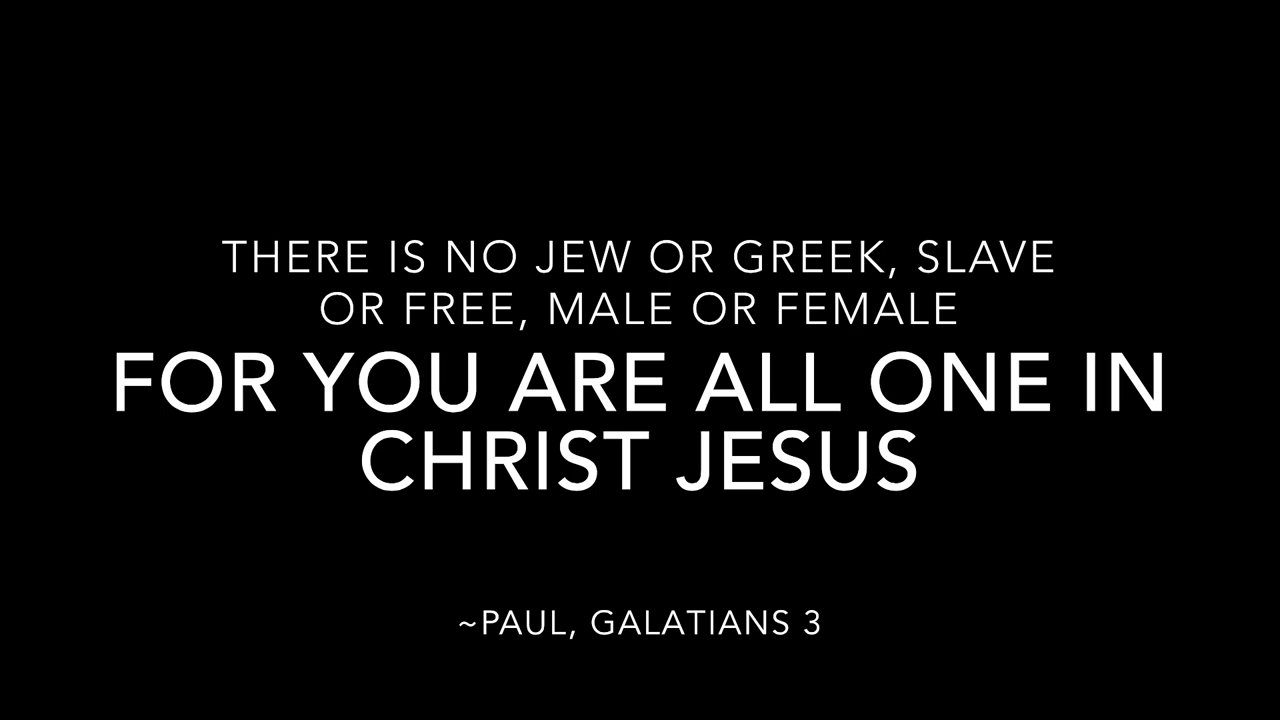 THERE IS NO JEW OR GREEK, SLAVE
OR FREE, MALE OR FEMALE
FOR YOU ARE ALL ONE IN
CHRIST JESUS
~PAUL, GALATIANS 3